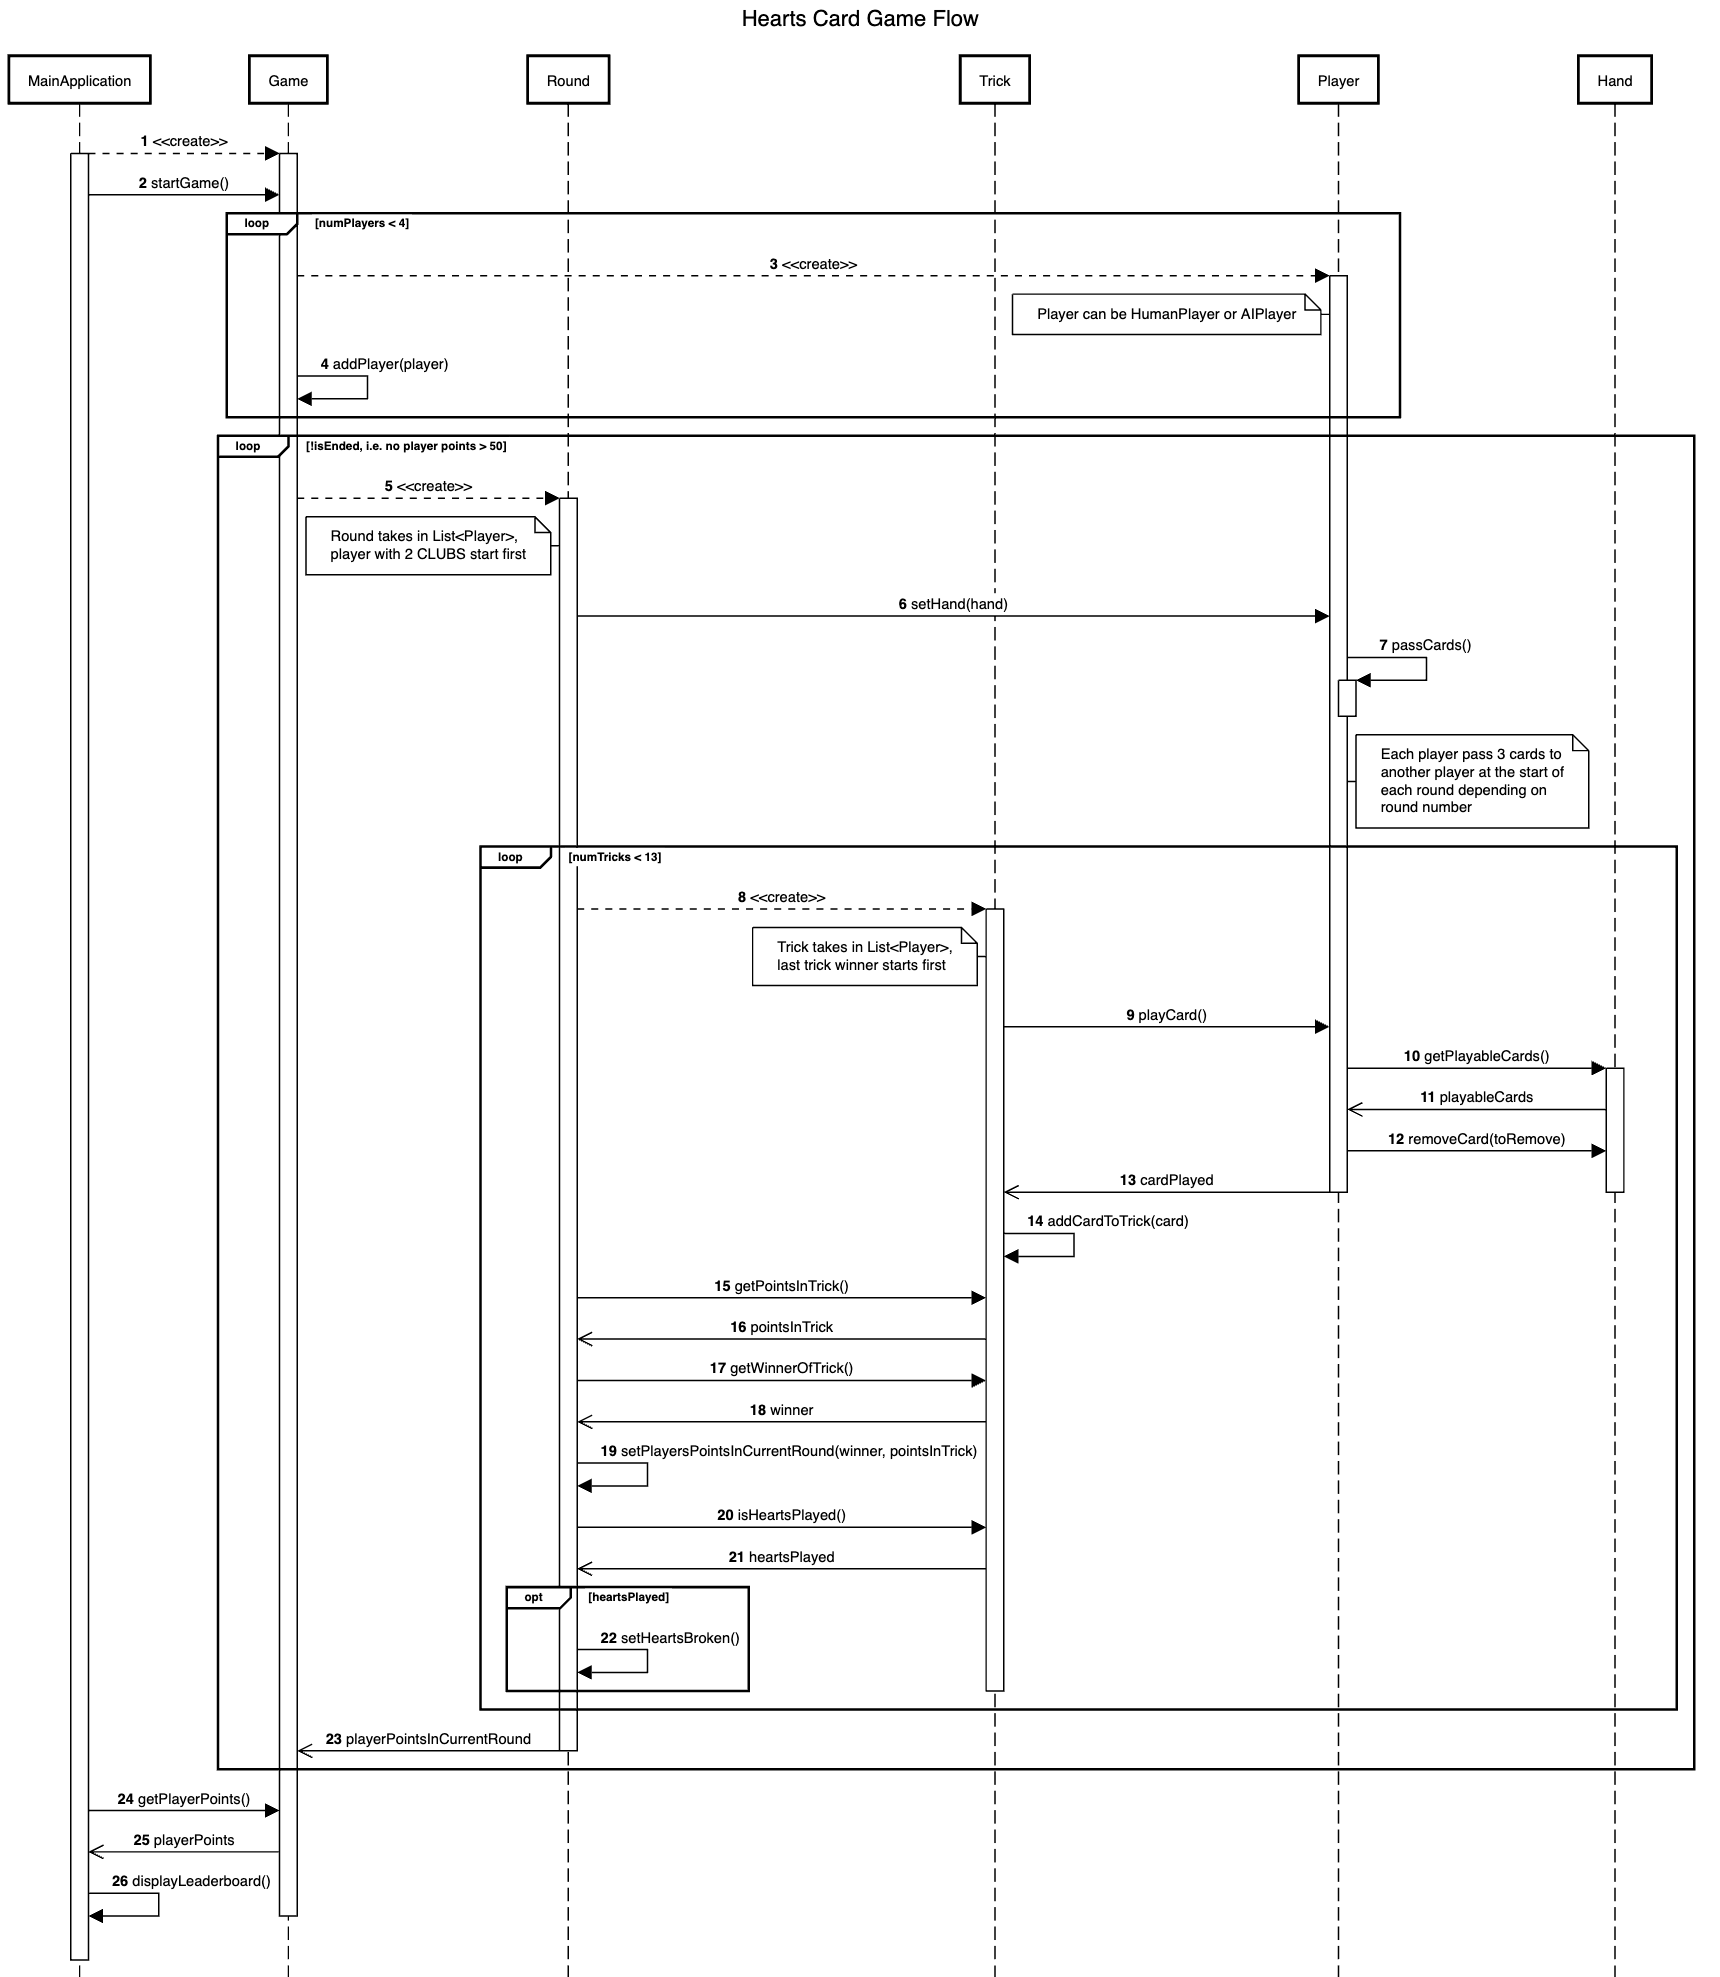 Hearts Card Game Flow
MainApplication
Game
Round
Trick
Player
Hand
1 <<create>>
2 startGame()
loop
[numPlayers < 4]
3 <<create>>
Player can be HumanPlayer or AIPlayer
4 addPlayer(player)
loop
[!isEnded, i.e. no player points > 50]
5 <<create>>
Round takes in List<Player>,
player with 2 CLUBS start first
6 setHand(hand)
7 passCards()
Each player pass 3 cards to
another player at the start of
each round depending on
round number
loop
[numTricks < 13]
8 <<create>>
Trick takes in List<Player>,
last trick winner starts first
9 playCard()
10 getPlayableCards()
11 playableCards
12 removeCard(toRemove)
13 cardPlayed
14 addCardToTrick(card)
15 getPointsInTrick()
16 pointsInTrick
17 getWinnerOfTrick()
18 winner
19 setPlayersPointsInCurrentRound(winner, pointsInTrick)
20 isHeartsPlayed()
21 heartsPlayed
opt
[heartsPlayed]
22 setHeartsBroken()
23 playerPointsInCurrentRound
24 getPlayerPoints()
25 playerPoints
26 displayLeaderboard()